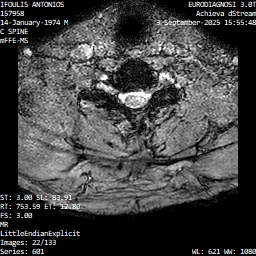 IFOULIS ANTONIOS
157958
14-January-1974 M
C SPINE
mFFE-MS
EURODIAGNOSI 3.0T
Achieva dStream
3 September-2025 15:55:48
ST: 3.00 SL: 83.91
RT: 753.59 ET: 12.80
FS: 3.00
MR
LittleEndianExplicit
Images: 22/133
Series: 601
WL: 621 WW: 1080